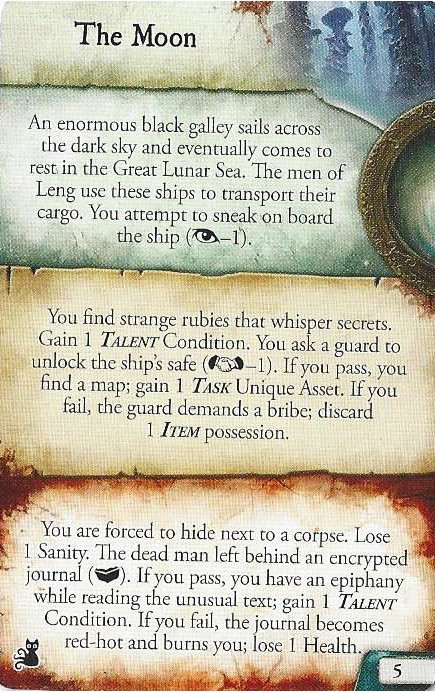 The Moon
An enormous black galley sails across
the dark sky and eventually comes to
rest in the Great Lunar Sea. The men of
Leng use these ships to transport their
cargo. You attempt to sneak on board
the ship (–1).
You find strange rubies that whisper secrets.
Gain 1 TALENT Condition. You ask a guard to
unlock the ship's safe (–1). If you pass, you
find a map; gain 1 TASK Unique Asset. If you
fail, the guard demands a bribe; discard
1 ITEM possession.
You are forced to hide next to a corpse. Lose
1 Sanity. The dead man left behind an encrypted
journal (). If you pass, you have an epiphany
while reading the unusual text; gain 1 TALENT
Condition. If you fail, the journal becomes
red-hot and burns you; lose 1 Health.
5